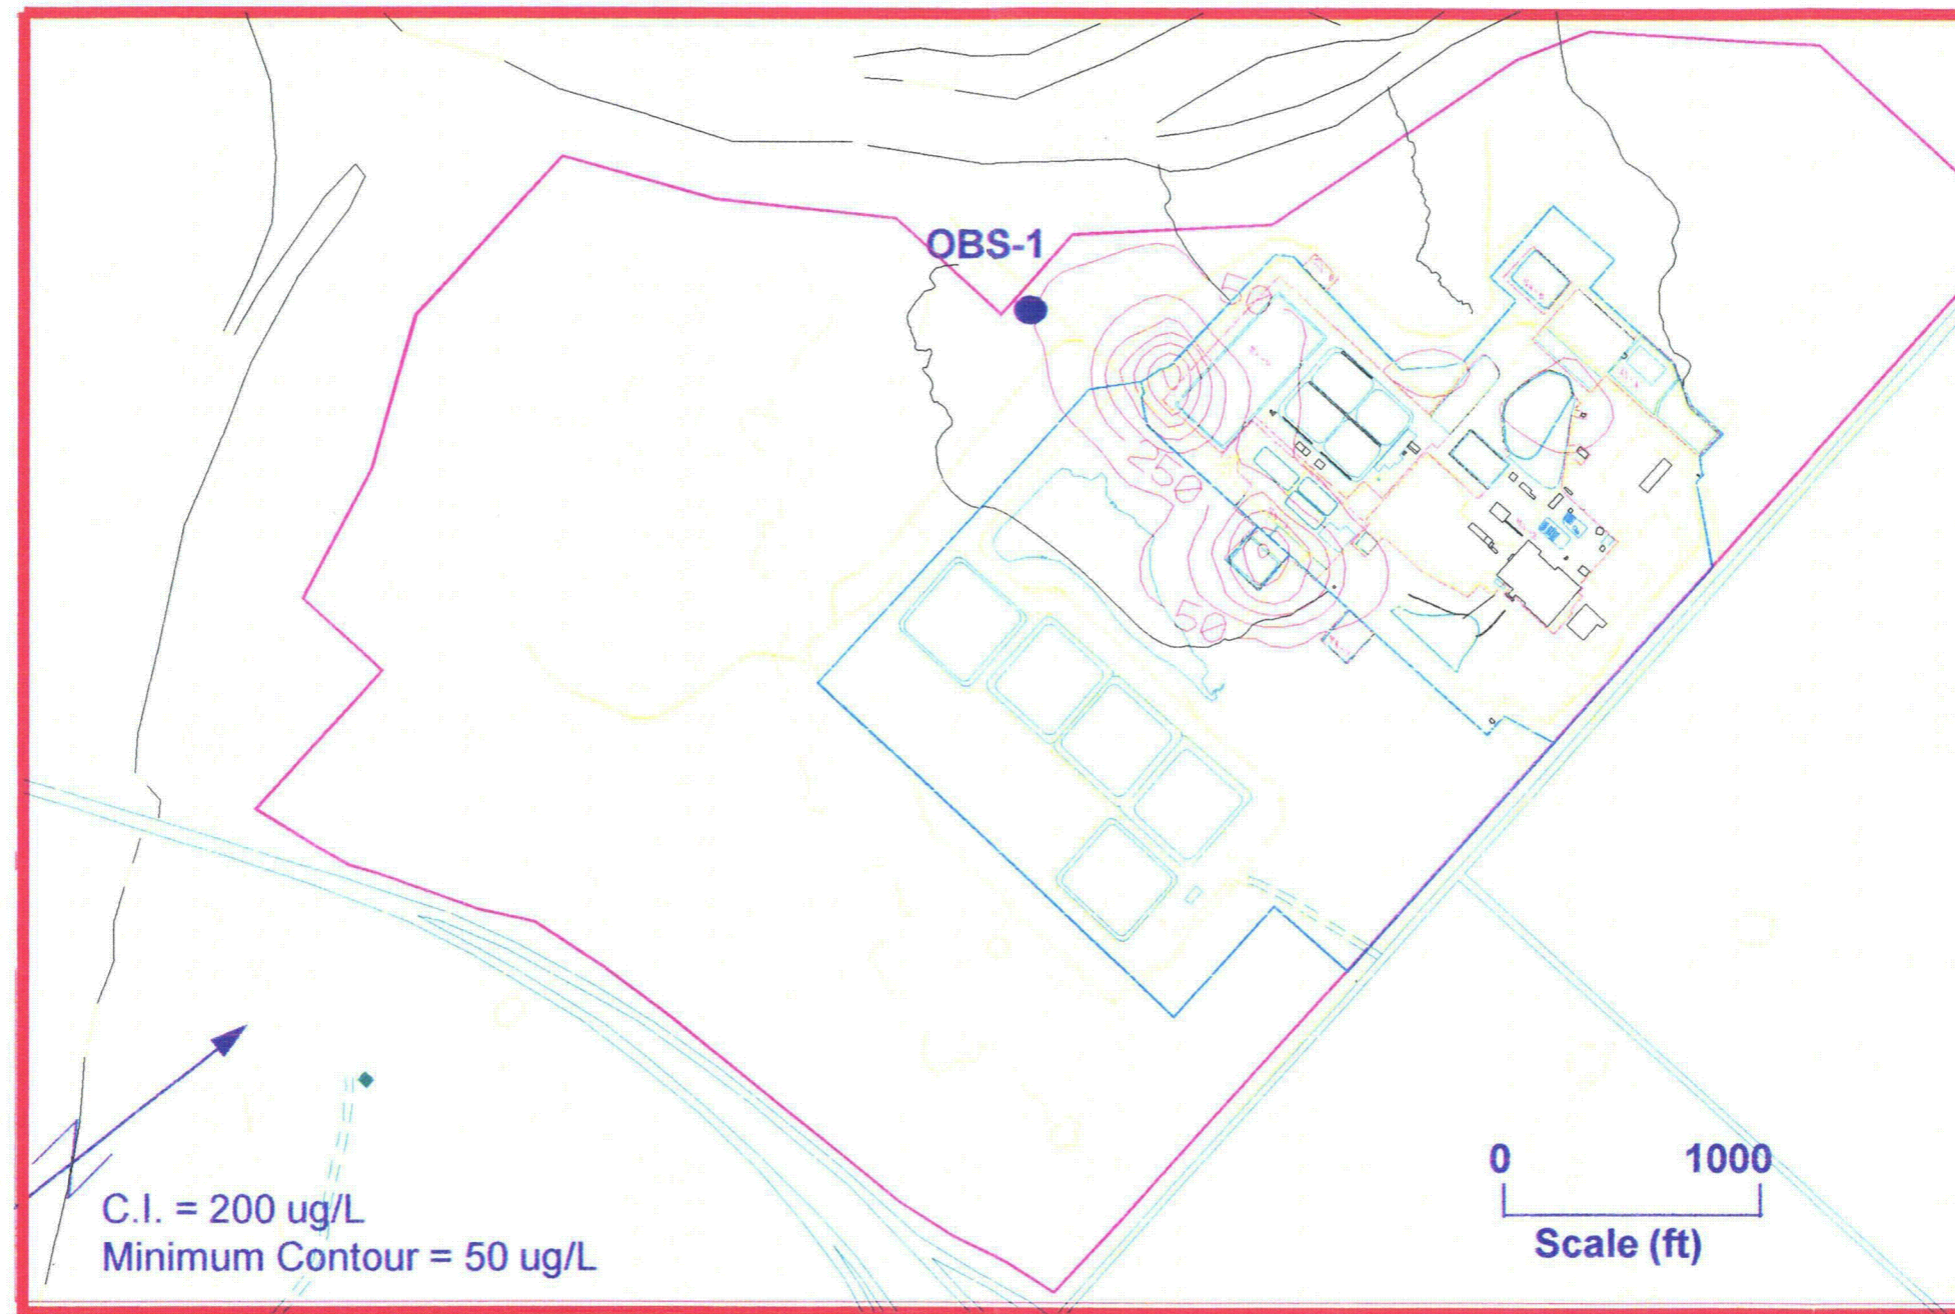 OBS-1
50
250
50
0 1000
Scale (ft)
C.I. = 200 ug/L
Minimum Contour = 50 ug/L